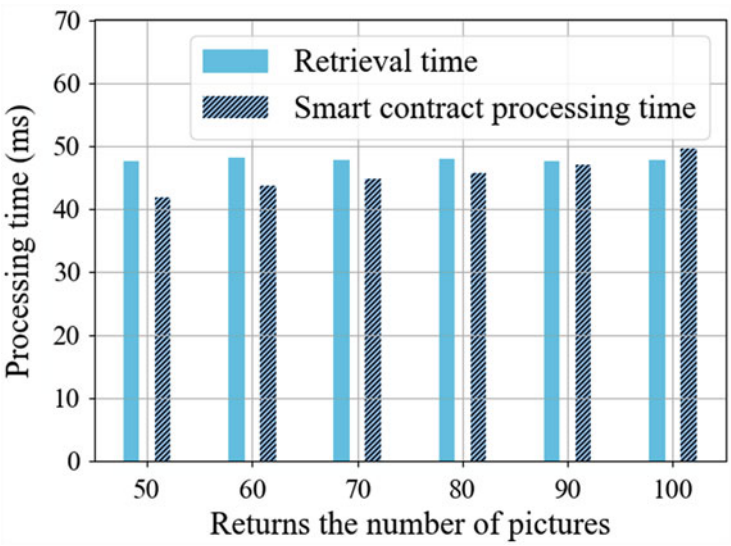 70
60
50
40
30
20
10
0
Processing time (ms)
Retrieval time
Smart contract processing time
50 60 70 80 90 100
Returns the number of pictures